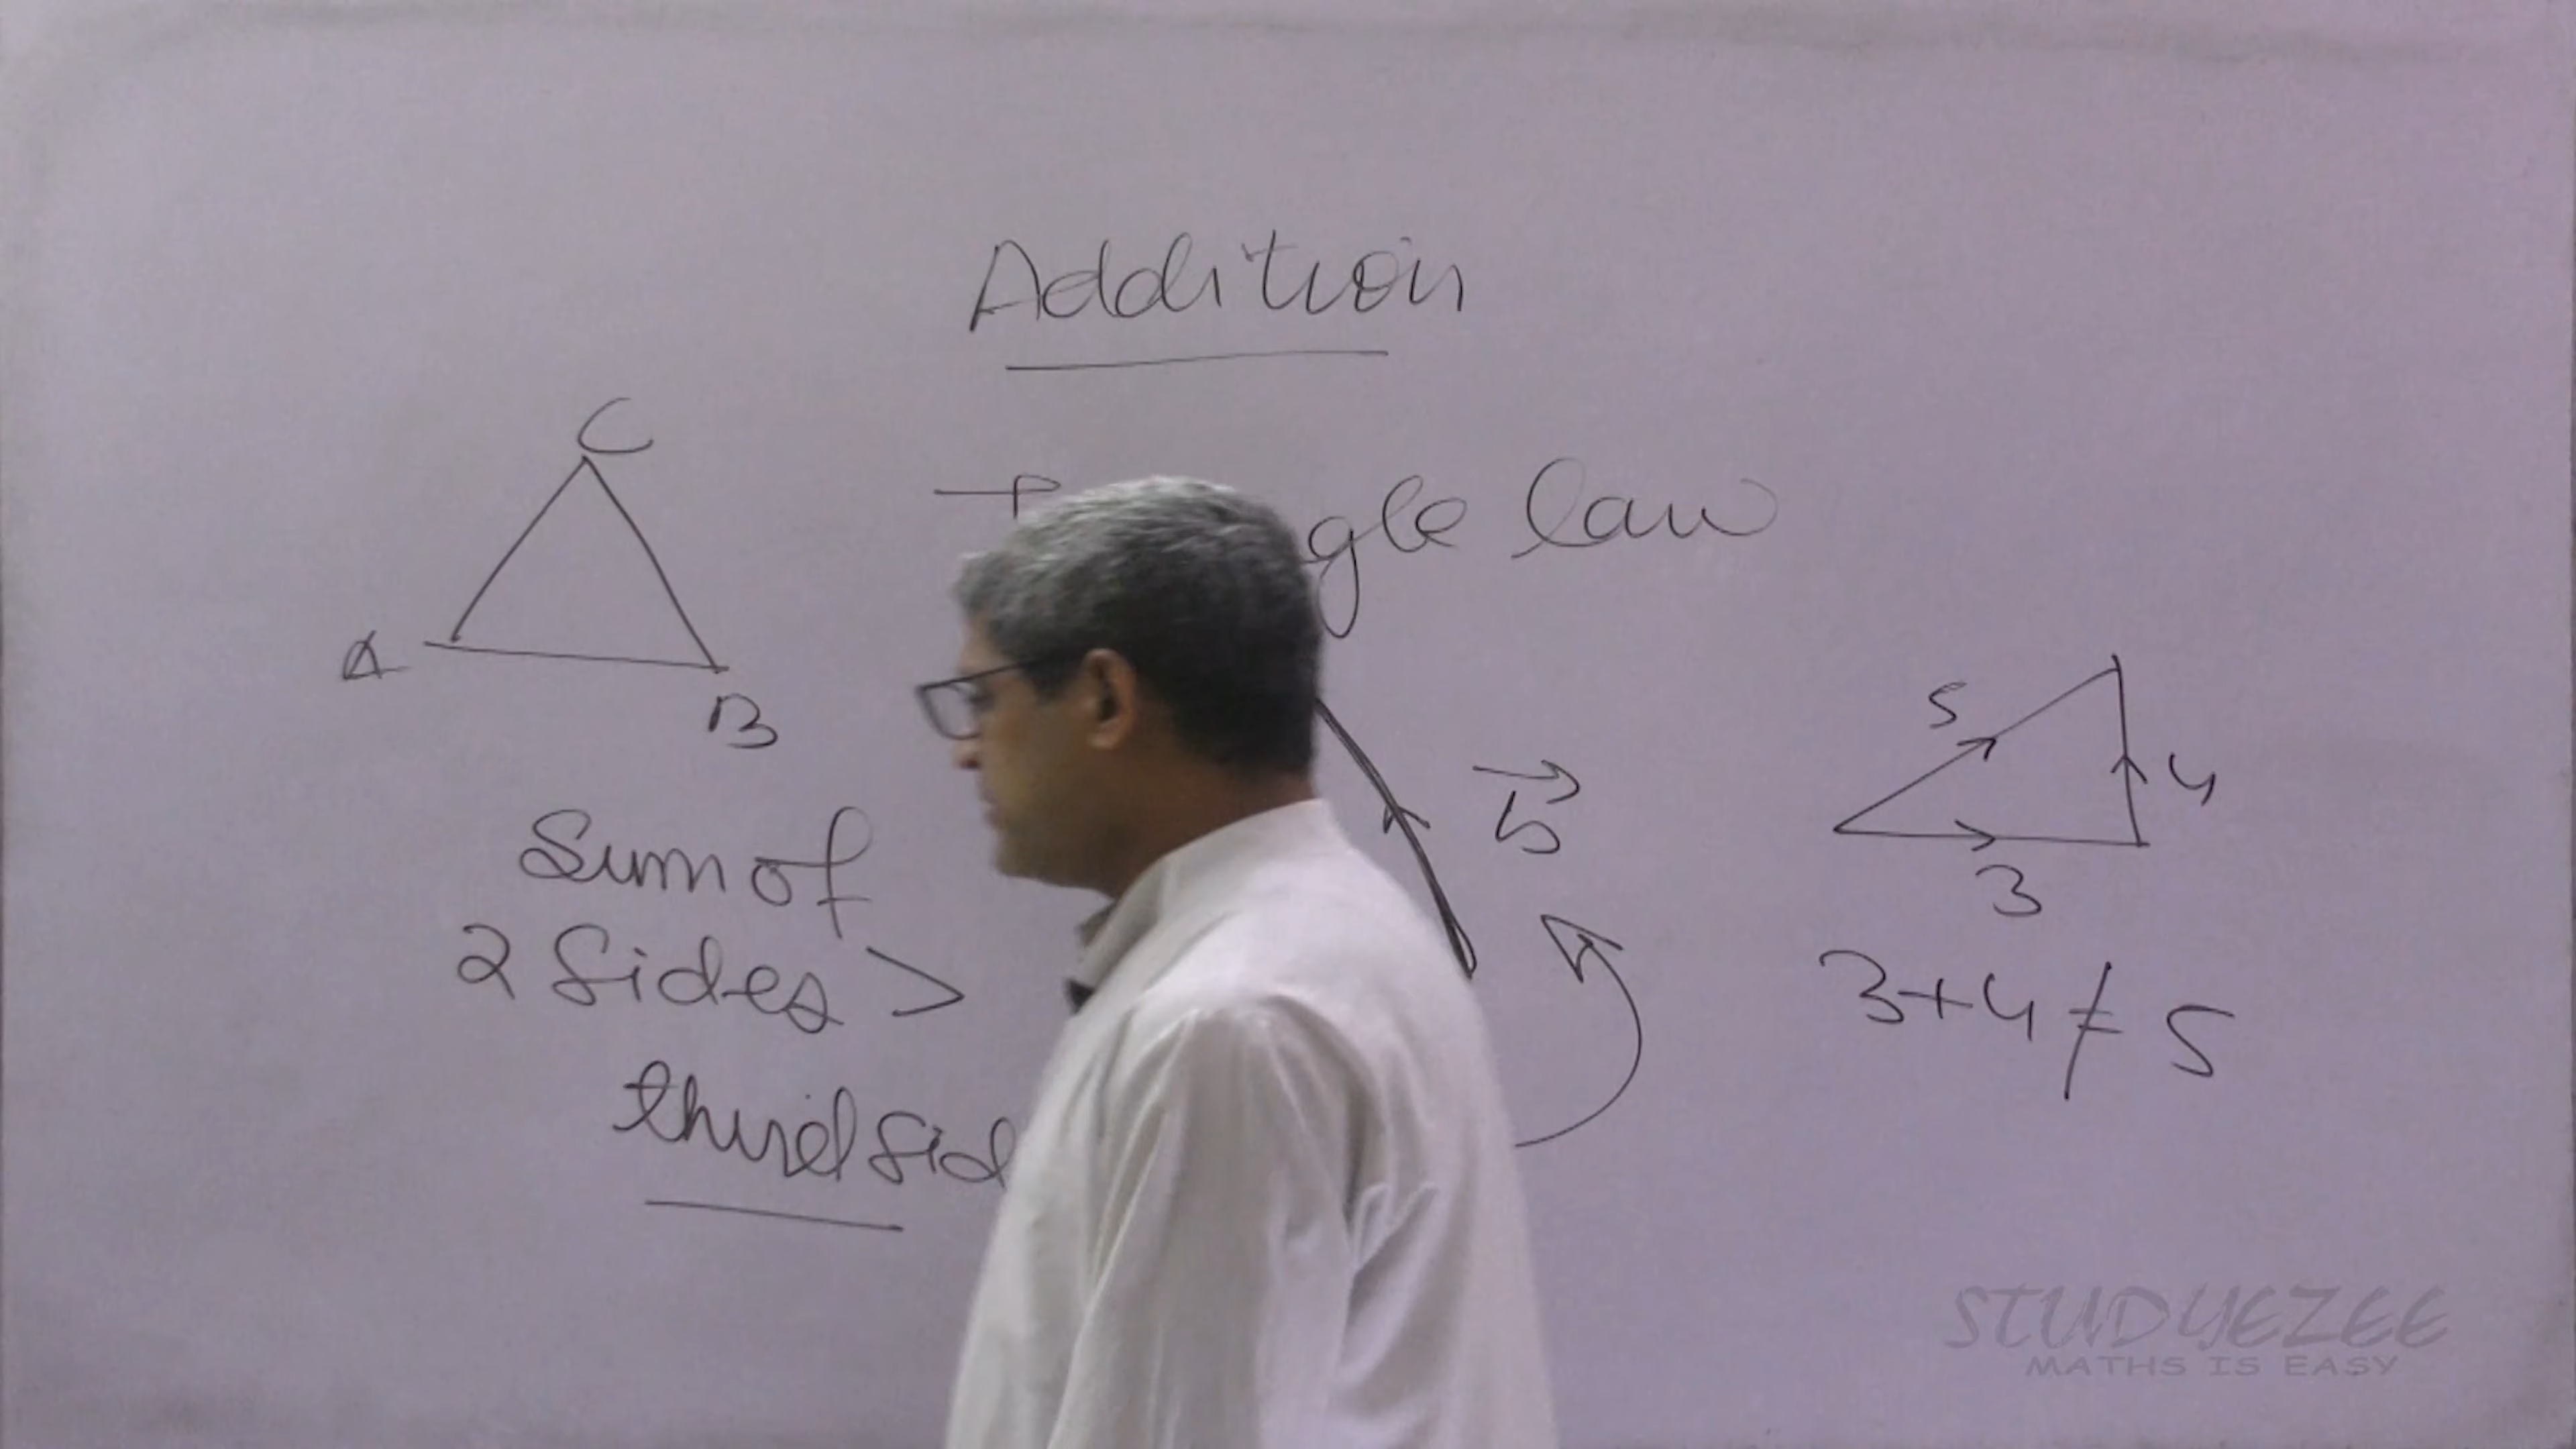 Addition
C
A
B
gle law
b
Sum of
2 Sides >
third sid
5
4
3
3+4 ≠ 5
STUDYEZEE
MATHS IS EASY